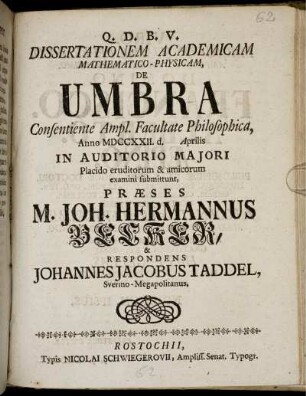 62.
Q. D. B. V.
DISSERTATIONEM ACADEMICAM
MATHEMATICO-PHYSICAM,
DE
UMBRA
Consentiente Ampl. Facultate Philosophica,
Anno MDCCXXII. d. Aprilis
IN AUDITORIO MAJORI
Placido eruditorum & amicorum
examini submittunt,
PRÆSES
M. JOH. HERMANNUS
BECKER,
&
RESPONDENS
JOHANNES JACOBUS TADDEL,
Sverino-Megapolitanus.
ROSTOCHII,
Typis NICOLAI SCHWIEGEROVII, Ampliss. Senat. Typogr.
62